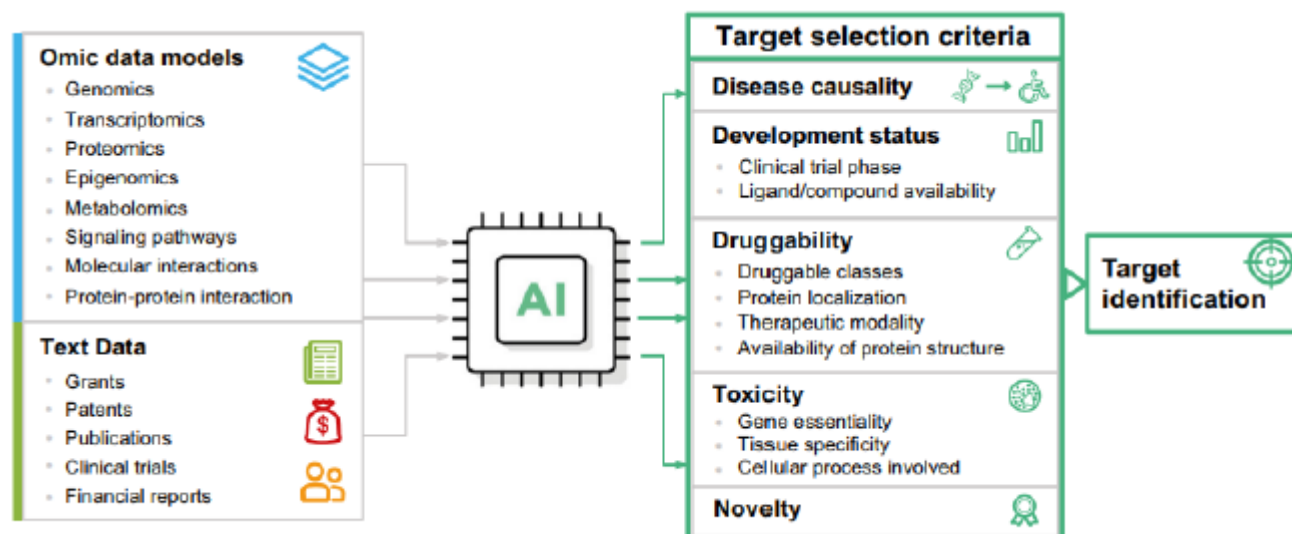 Omic data models
Genomics
Transcriptomics
Proteomics
Epigenomics
Metabolomics
Signaling pathways
Molecular interactions
Protein-protein interaction
Text Data
Grants
Patents
Publications
Clinical trials
Financial reports
$
AI
Target selection criteria
Disease causality
Development status
Clinical trial phase
Ligand/compound availability
Druggability
Druggable classes
Protein localization
Therapeutic modality
Availability of protein structure
Toxicity
Gene essentiality
Tissue specificity
Cellular process involved
Novelty
Target
identification